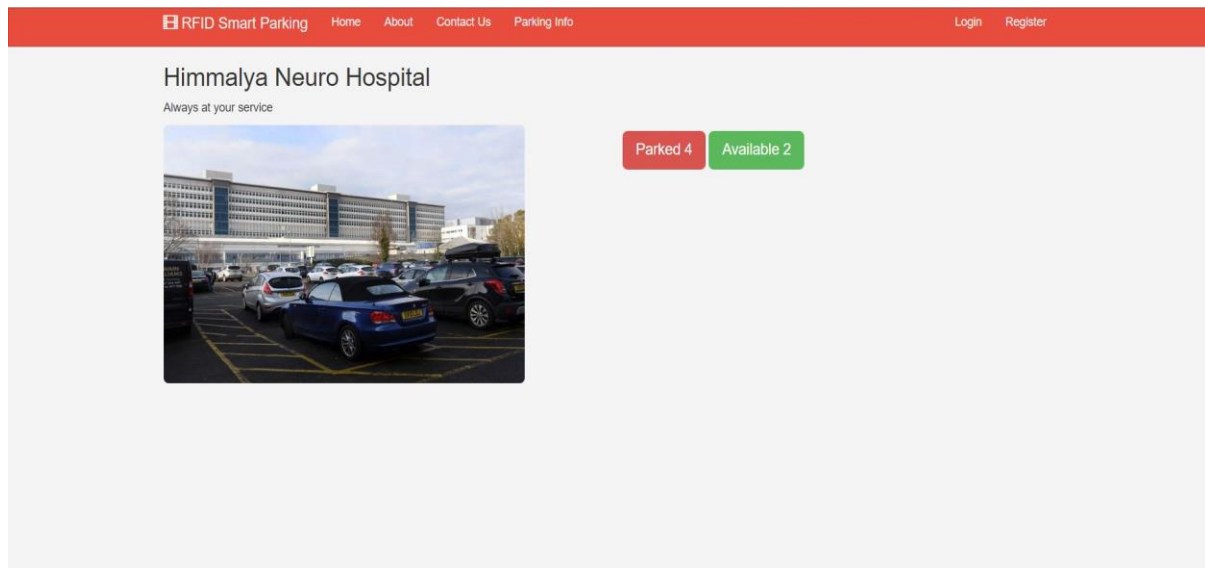 RFID Smart Parking Home About Contact Us Parking Info Login Register
Himmalya Neuro Hospital
Always at your service
Parked 4 Available 2